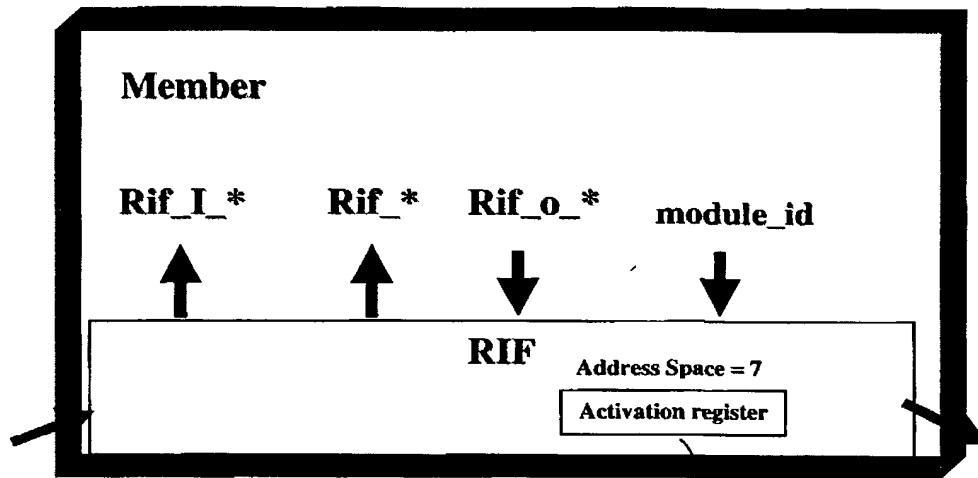 Member
Rif_I_* Rif_* Rif_o_* module_id
RIF
Address Space = 7
Activation register